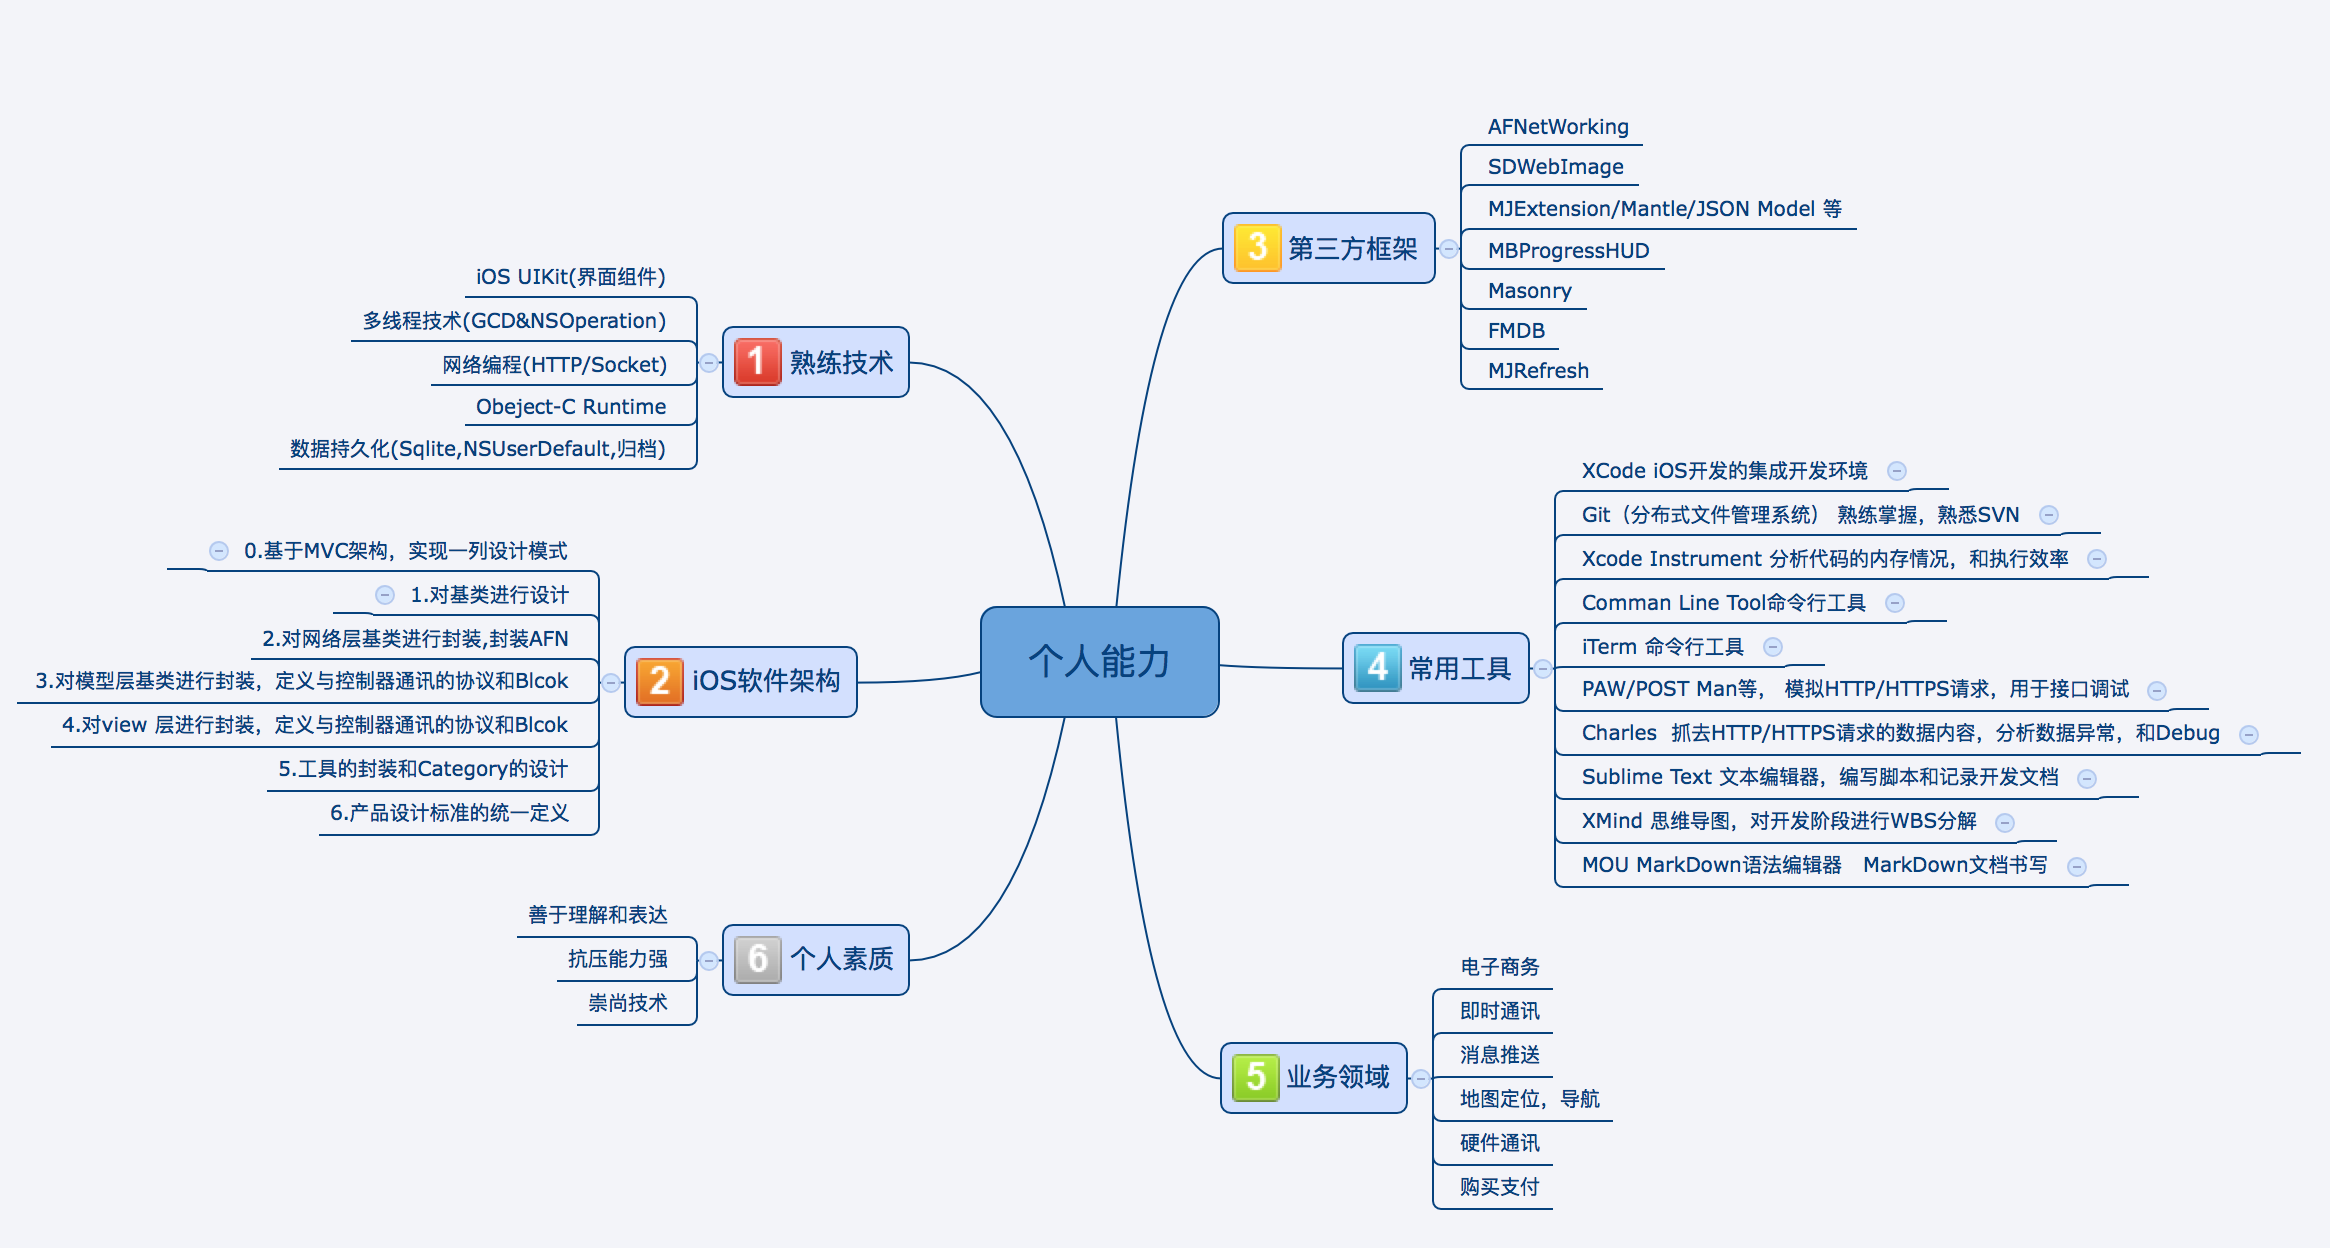 个人能力
1 熟练技术
iOS UIKit(界面组件)
多线程技术(GCD&NSOperation)
网络编程(HTTP/Socket)
Obeject-C Runtime
数据持久化(Sqlite,NSUserDefault,归档)
2 iOS软件架构
0.基于MVC架构，实现一列设计模式
1.对基类进行设计
2.对网络层基类进行封装,封装AFN
3.对模型层基类进行封装，定义与控制器通讯的协议和Blcok
4.对view 层进行封装，定义与控制器通讯的协议和Blcok
5.工具的封装和Category的设计
6.产品设计标准的统一定义
3 第三方框架
AFNetWorking
SDWebImage
MJExtension/Mantle/JSON Model 等
MBProgressHUD
Masonry
FMDB
MJRefresh
4 常用工具
XCode iOS开发的集成开发环境
Git（分布式文件管理系统） 熟练掌握，熟悉SVN
Xcode Instrument 分析代码的内存情况，和执行效率
Comman Line Tool命令行工具
iTerm 命令行工具
PAW/POST Man等， 模拟HTTP/HTTPS请求，用于接口调试
Charles 抓去HTTP/HTTPS请求的数据内容，分析数据异常，和Debug
Sublime Text 文本编辑器，编写脚本和记录开发文档
XMind 思维导图，对开发阶段进行WBS分解
MOU MarkDown语法编辑器 MarkDown文档书写
5 业务领域
电子商务
即时通讯
消息推送
地图定位，导航
硬件通讯
购买支付
6 个人素质
善于理解和表达
抗压能力强
崇尚技术